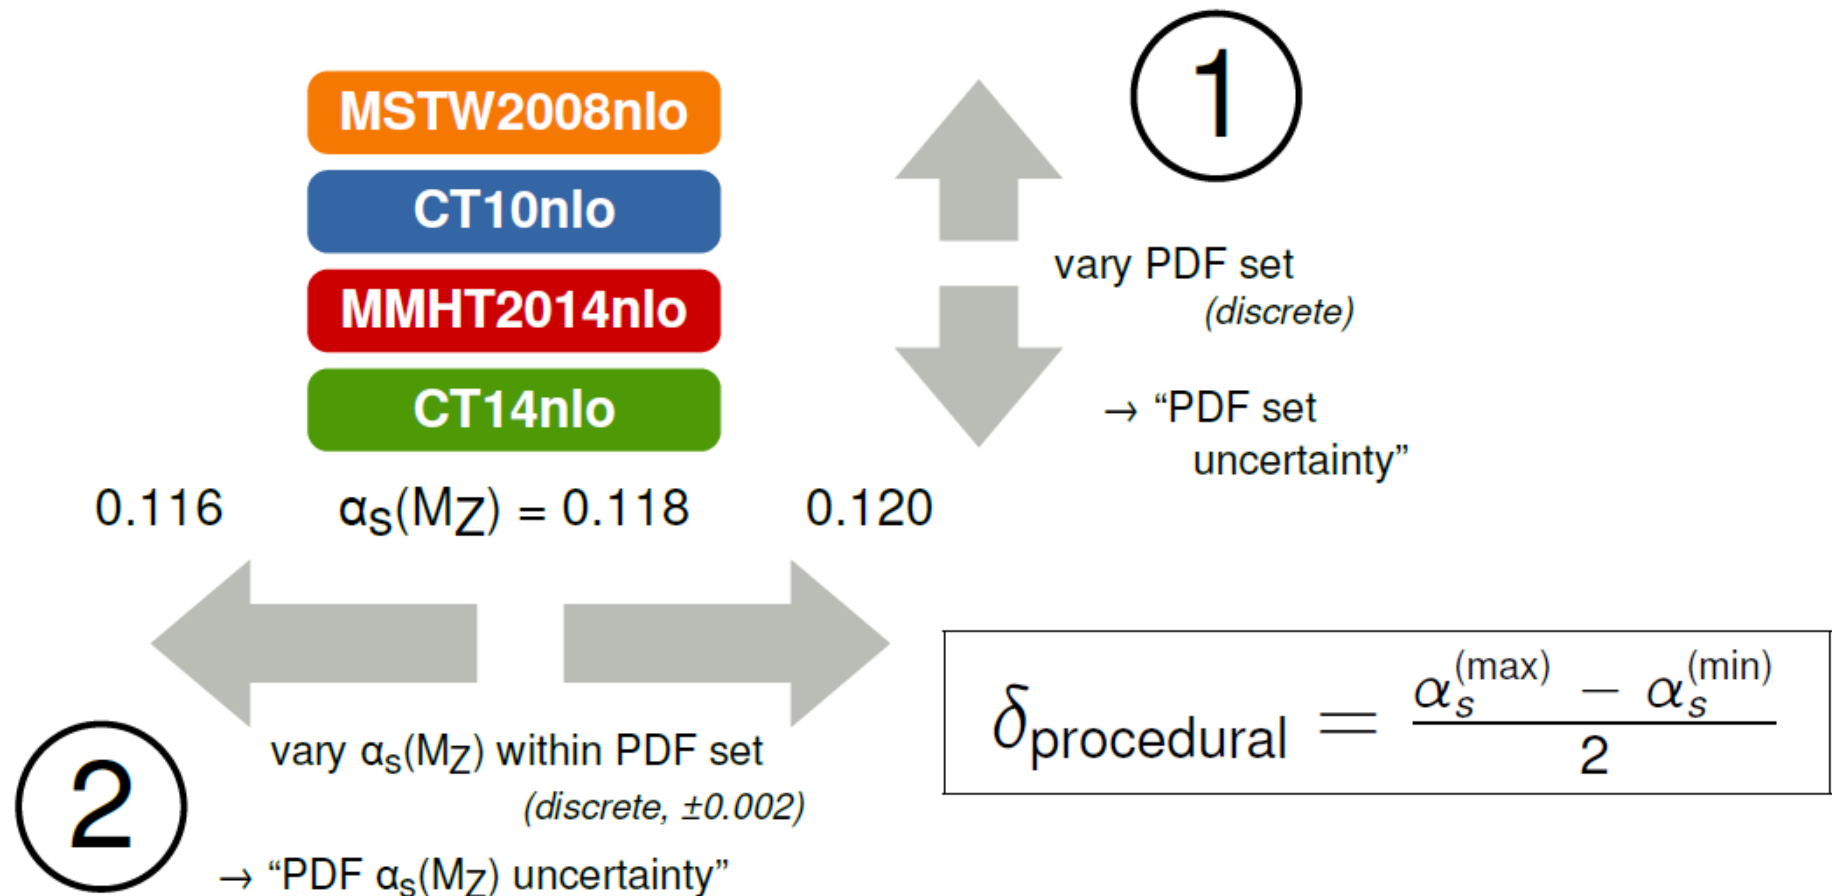 MSTW2008nlo
CT10nlo
MMHT2014nlo
CT14nlo
1
vary PDF set
(discrete)
→ “PDF set
uncertainty”
0.116 αs(MZ) = 0.118 0.120
2
vary αs(MZ) within PDF set
(discrete, ±0.002)
→ “PDF αs(MZ) uncertainty”
δprocedural = (αs(max) − αs(min)) / 2